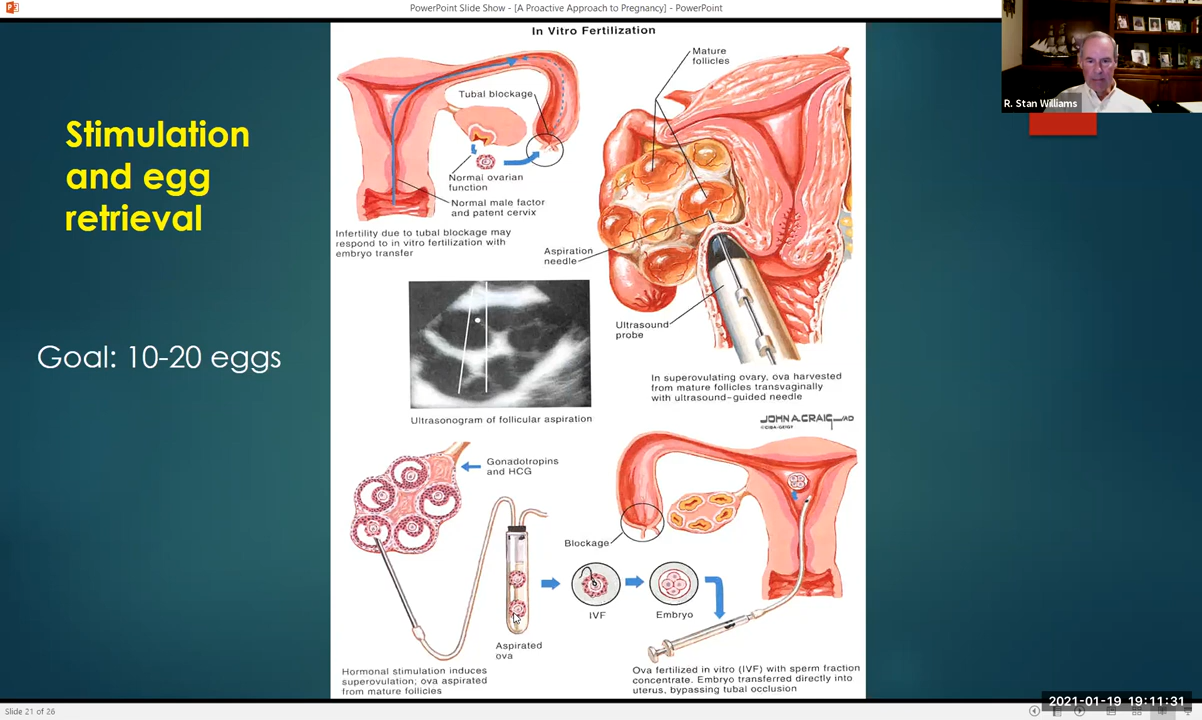 PowerPoint Slide Show - [A Proactive Approach to Pregnancy] - PowerPoint
R. Stan Williams
Stimulation
and egg
retrieval
Goal: 10-20 eggs
In Vitro Fertilization
Tubal blockage
Normal ovarian
function
Normal male factor
and patent cervix
Infertility due to tubal blockage may
respond to in vitro fertilization with
embryo transfer
Mature
follicles
Aspiration
needle
Ultrasound
probe
In superovulating ovary, ova harvested
from mature follicles transvaginally
with ultrasound-guided needle
JOHN A. CRAIG MD
©CIBA-GEIGY
Ultrasonogram of follicular aspiration
Gonadotropins
and HCG
Aspirated
ova
Hormonal stimulation induces
superovulation; ova aspirated
from mature follicles
Blockage
IVF
Embryo
Ova fertilized in vitro (IVF) with sperm fraction
concentrate. Embryo transferred directly into
uterus, bypassing tubal occlusion
2021-01-19 19:11:31
Slide 21 of 26